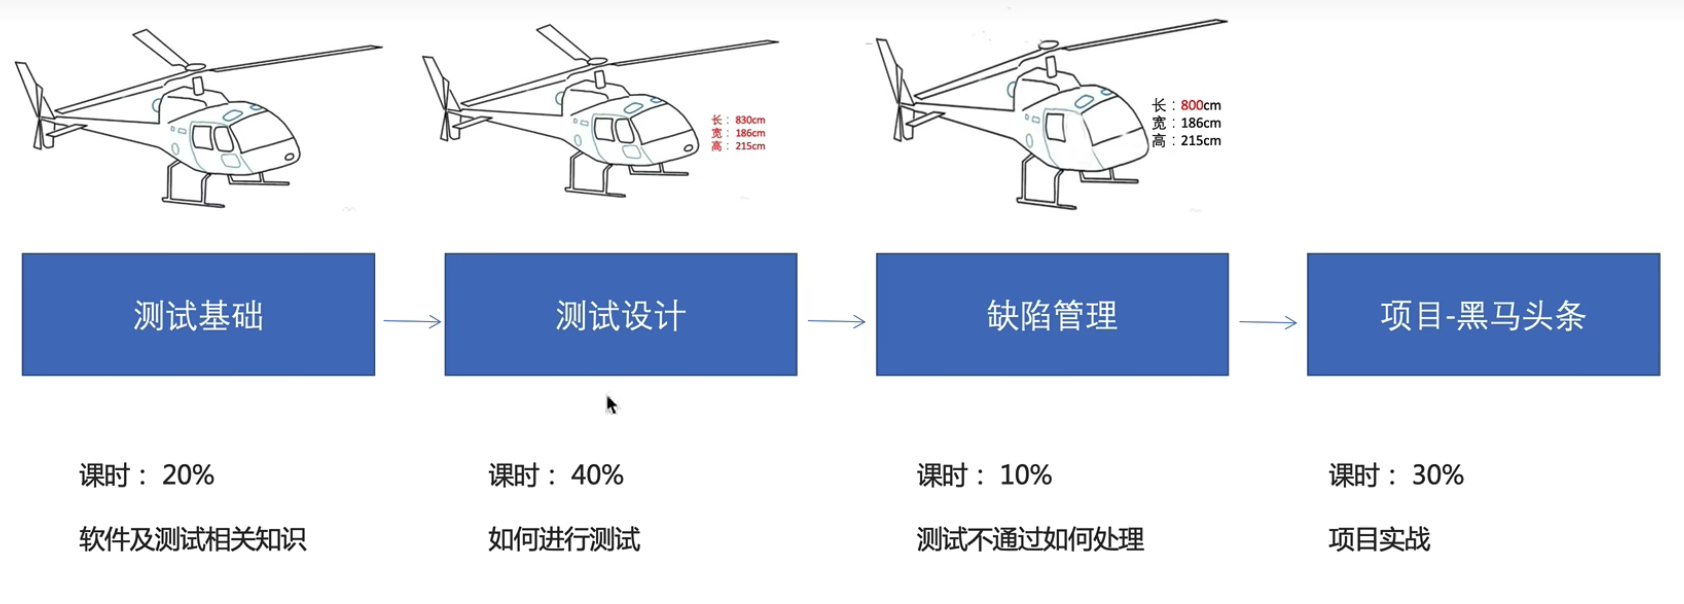 长：830cm
宽：186cm
高：215cm
长：800cm
宽：186cm
高：215cm
测试基础
测试设计
缺陷管理
项目-黑马头条
课时： 20%
课时： 40%
课时： 10%
课时： 30%
软件及测试相关知识
如何进行测试
测试不通过如何处理
项目实战